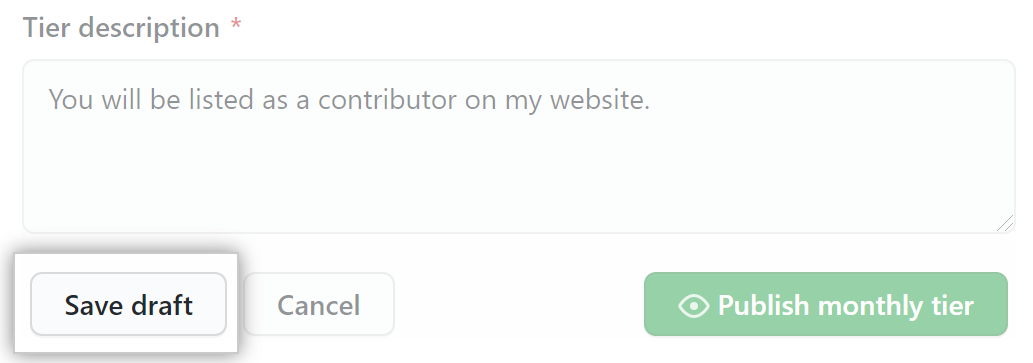 Tier description *
You will be listed as a contributor on my website.
Save draft
Cancel
Publish monthly tier